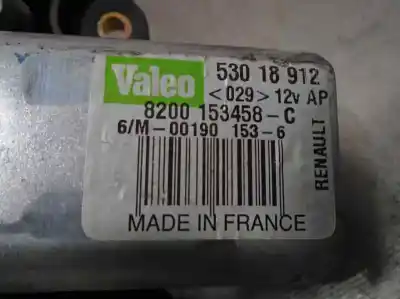 Valeo 530 18 912
<029> 12v AP
8200 153458-C
6/M-00190 153-6
RENAULT
MADE IN FRANCE